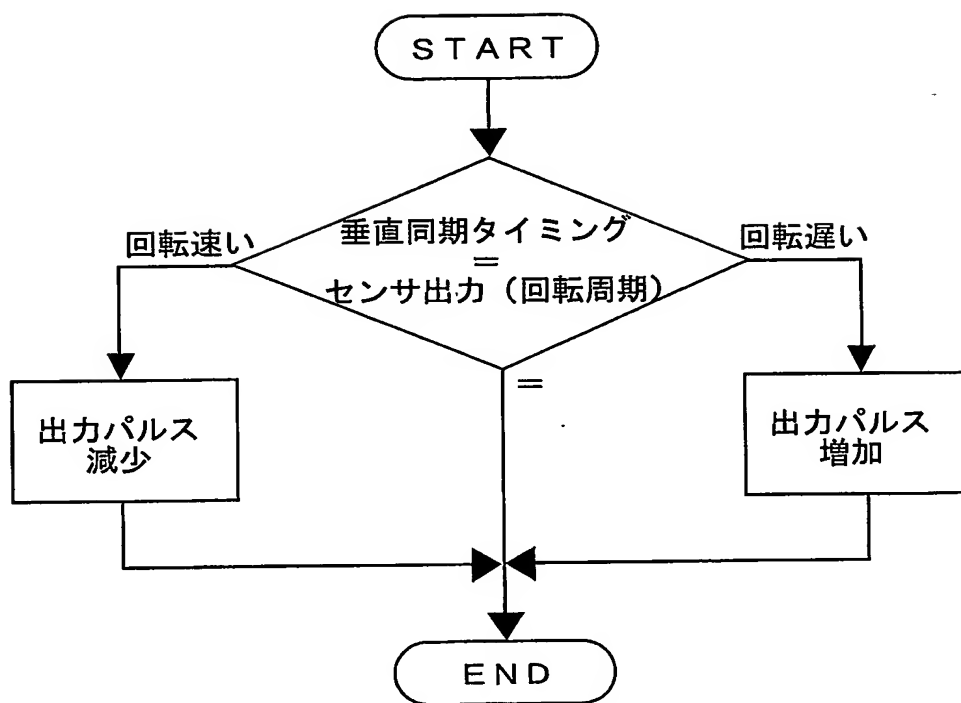 START
垂直同期タイミング
=
センサ出力（回転周期）
回転速い
回転遅い
=
出力パルス
減少
出力パルス
増加
END